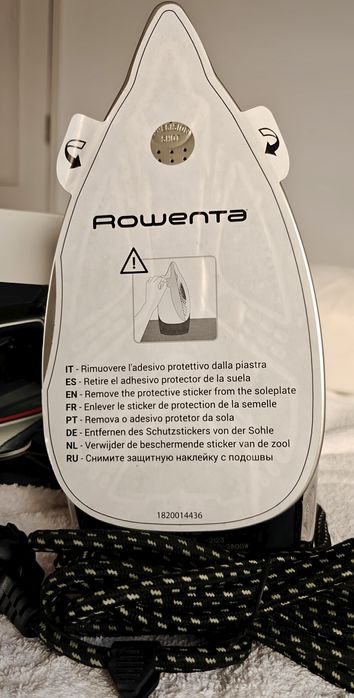 PRECISION
SHOT
Rowenta
IT - Rimuovere l'adesivo protettivo dalla piastra
ES - Retire el adhesivo protector de la suela
EN - Remove the protective sticker from the soleplate
FR - Enlever le sticker de protection de la semelle
PT - Remova o adesivo protetor da sola
DE - Entfernen des Schutzstickers von der Sohle
NL - Verwijder de beschermende sticker van de zool
RU - Снимите защитную наклейку с подошвы
1820014436